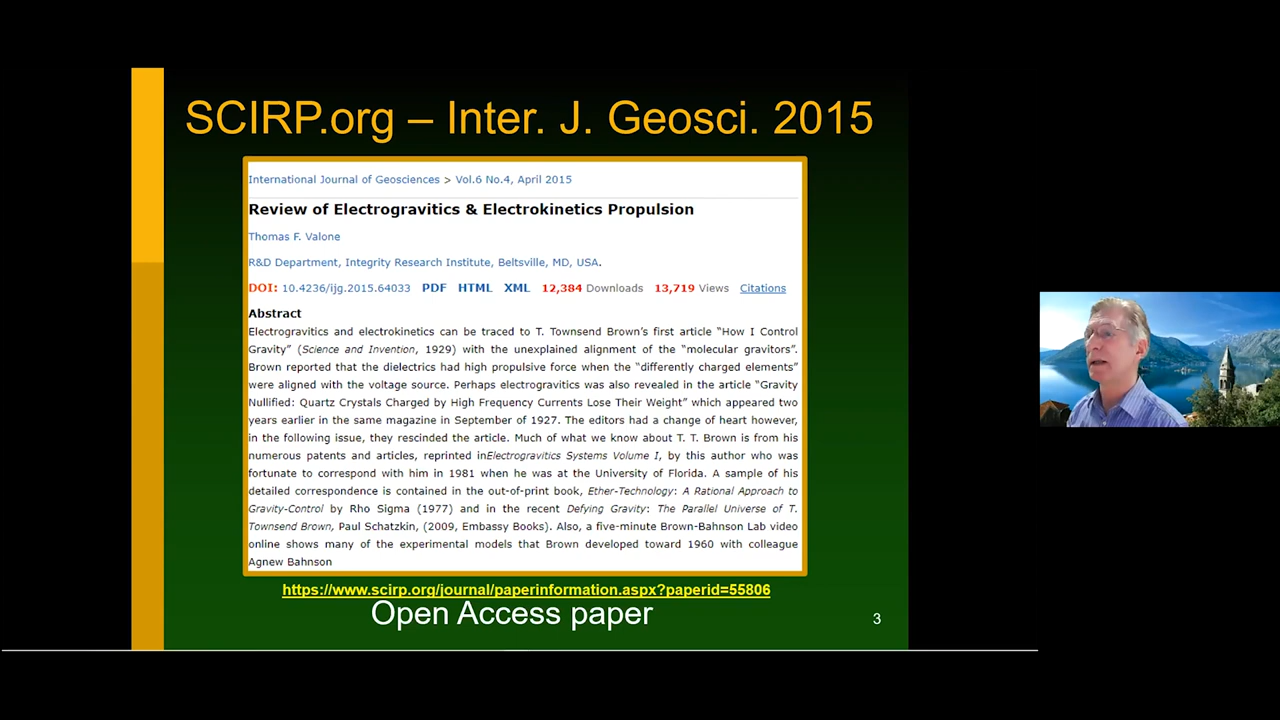 SCIRP.org – Inter. J. Geosci. 2015
International Journal of Geosciences > Vol.6 No.4, April 2015
Review of Electrogravitics & Electrokinetics Propulsion
Thomas F. Valone
R&D Department, Integrity Research Institute, Beltsville, MD, USA.
DOI: 10.4236/ijg.2015.64033 PDF HTML XML 12,384 Downloads 13,719 Views Citations
Abstract
Electrogravitics and electrokinetics can be traced to T. Townsend Brown's first article “How I Control
Gravity” (Science and Invention, 1929) with the unexplained alignment of the “molecular gravitors”.
Brown reported that the dielectrics had high propulsive force when the “differently charged elements”
were aligned with the voltage source. Perhaps electrogravitics was also revealed in the article “Gravity
Nullified: Quartz Crystals Charged by High Frequency Currents Lose Their Weight” which appeared two
years earlier in the same magazine in September of 1927. The editors had a change of heart however,
in the following issue, they rescinded the article. Much of what we know about T. T. Brown is from his
numerous patents and articles, reprinted inElectrogravitics Systems Volume I, by this author who was
fortunate to correspond with him in 1981 when he was at the University of Florida. A sample of his
detailed correspondence is contained in the out-of-print book, Ether-Technology: A Rational Approach to
Gravity-Control by Rho Sigma (1977) and in the recent Defying Gravity: The Parallel Universe of T.
Townsend Brown, Paul Schatzkin, (2009, Embassy Books). Also, a five-minute Brown-Bahnson Lab video
online shows many of the experimental models that Brown developed toward 1960 with colleague
Agnew Bahnson
https://www.scirp.org/journal/paperinformation.aspx?paperid=55806
Open Access paper
3